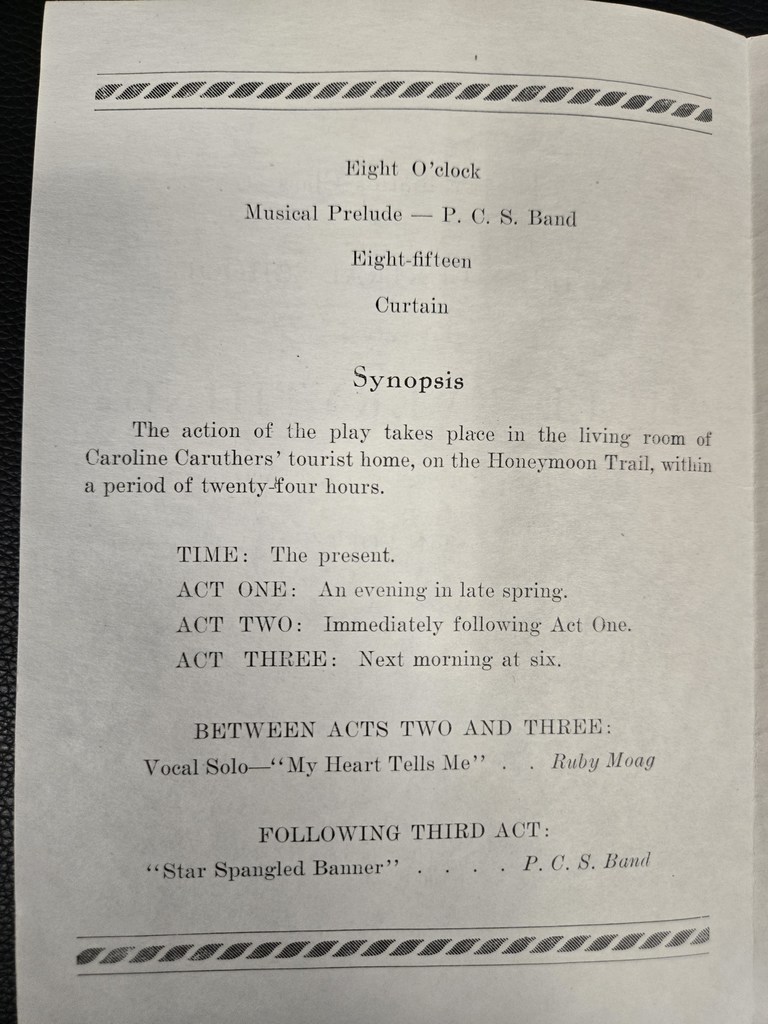 Eight O'clock
Musical Prelude — P. C. S. Band
Eight-fifteen
Curtain
Synopsis
The action of the play takes place in the living room of
Caroline Caruthers' tourist home, on the Honeymoon Trail, within
a period of twenty-four hours.
TIME: The present.
ACT ONE: An evening in late spring.
ACT TWO: Immediately following Act One.
ACT THREE: Next morning at six.
BETWEEN ACTS TWO AND THREE:
Vocal Solo—“My Heart Tells Me” . . Ruby Moag
FOLLOWING THIRD ACT:
“Star Spangled Banner” . . . . P. C. S. Band